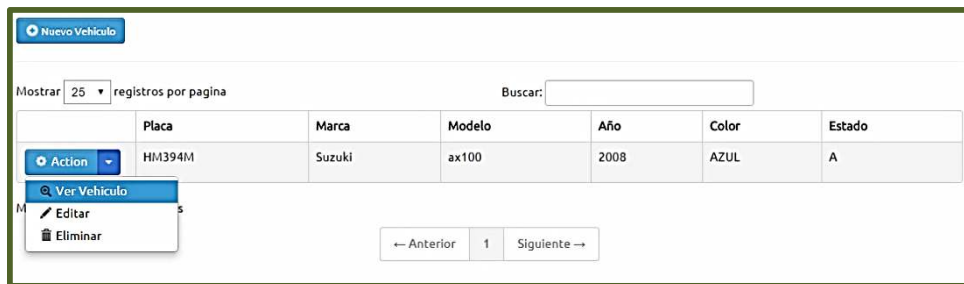 Nuevo Vehiculo
Mostrar 25 registros por pagina Buscar:
Placa Marca Modelo Año Color Estado
Action HM394M Suzuki ax100 2008 AZUL A
Ver Vehiculo
Editar
Eliminar
← Anterior 1 Siguiente →